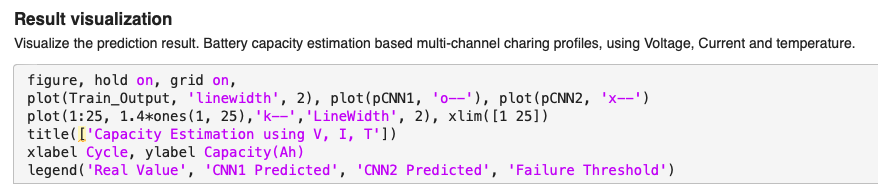 Result visualization
Visualize the prediction result. Battery capacity estimation based multi-channel charing profiles, using Voltage, Current and temperature.
figure, hold on, grid on,
plot(Train_Output, 'linewidth', 2), plot(pCNN1, 'o--'), plot(pCNN2, 'x--')
plot(1:25, 1.4*ones(1, 25),'k--','LineWidth', 2), xlim([1 25])
title(['Capacity Estimation using V, I, T'])
xlabel Cycle, ylabel Capacity(Ah)
legend('Real Value', 'CNN1 Predicted', 'CNN2 Predicted', 'Failure Threshold')